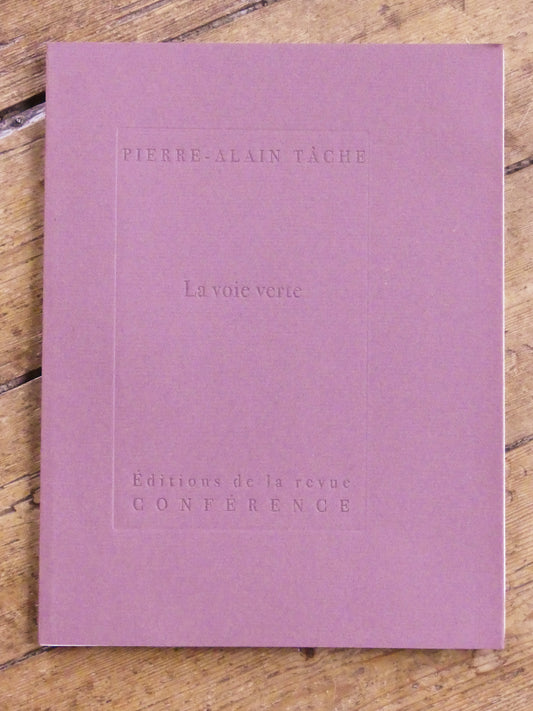 PIERRE-ALAIN TÂCHE
La voie verte
Éditions de la revue
CONFÉRENCE